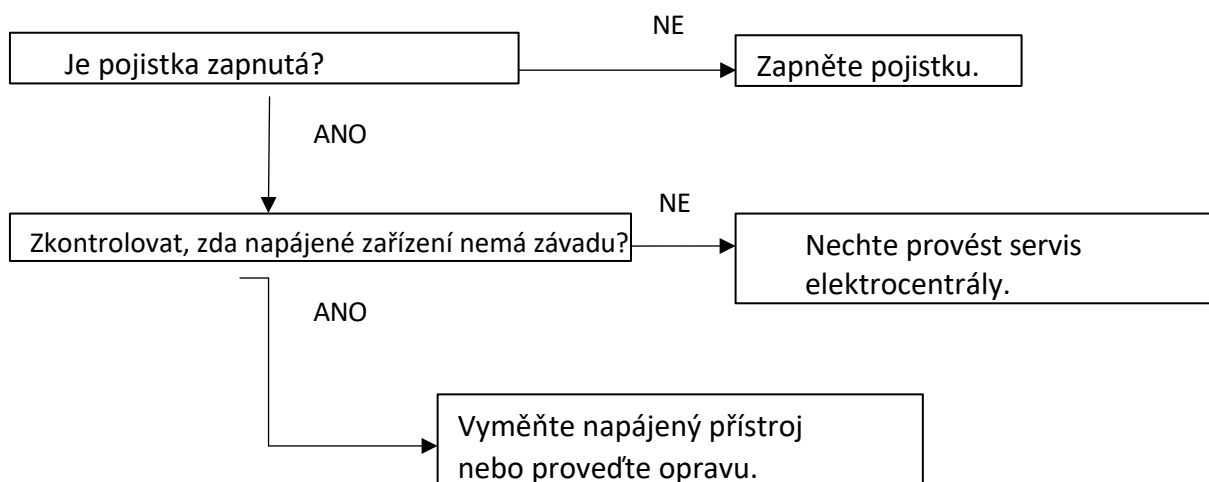 NE
Je pojistka zapnutá?
Zapněte pojistku.
ANO
NE
Zkontrolovat, zda napájené zařízení nemá závadu?
Nechte provést servis
elektrocentrály.
ANO
Vyměňte napájený přístroj
nebo proveďte opravu.